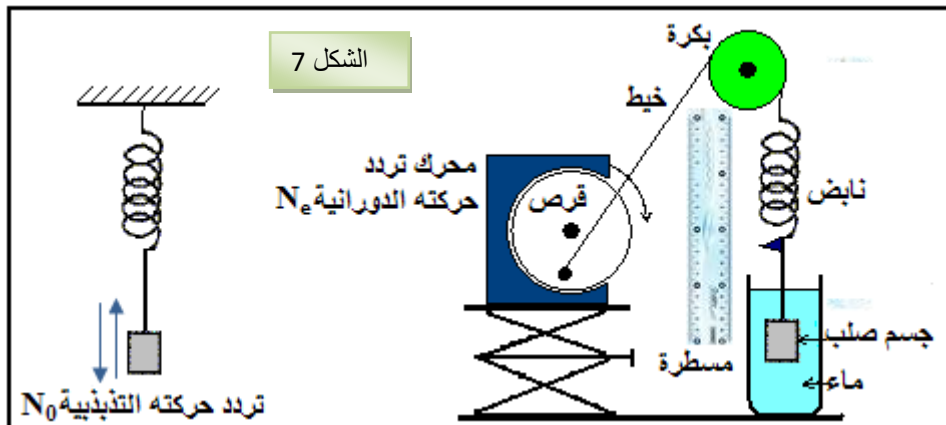 الشكل 7
بكرة
خيط
محرك تردد
حركته الدورانية Ne
قرص
نابض
جسم صلب
ماء
مسطرة
تردد حركته التذبذبية N0